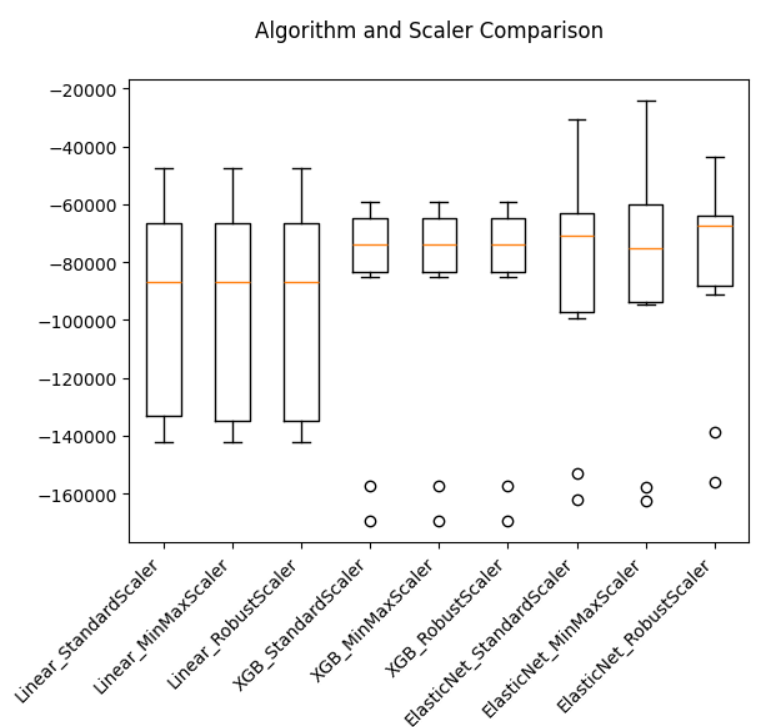 Algorithm and Scaler Comparison
−20000
−40000
−60000
−80000
−100000
−120000
−140000
−160000
Linear_StandardScaler
Linear_MinMaxScaler
Linear_RobustScaler
XGB_StandardScaler
XGB_MinMaxScaler
XGB_RobustScaler
ElasticNet_StandardScaler
ElasticNet_MinMaxScaler
ElasticNet_RobustScaler